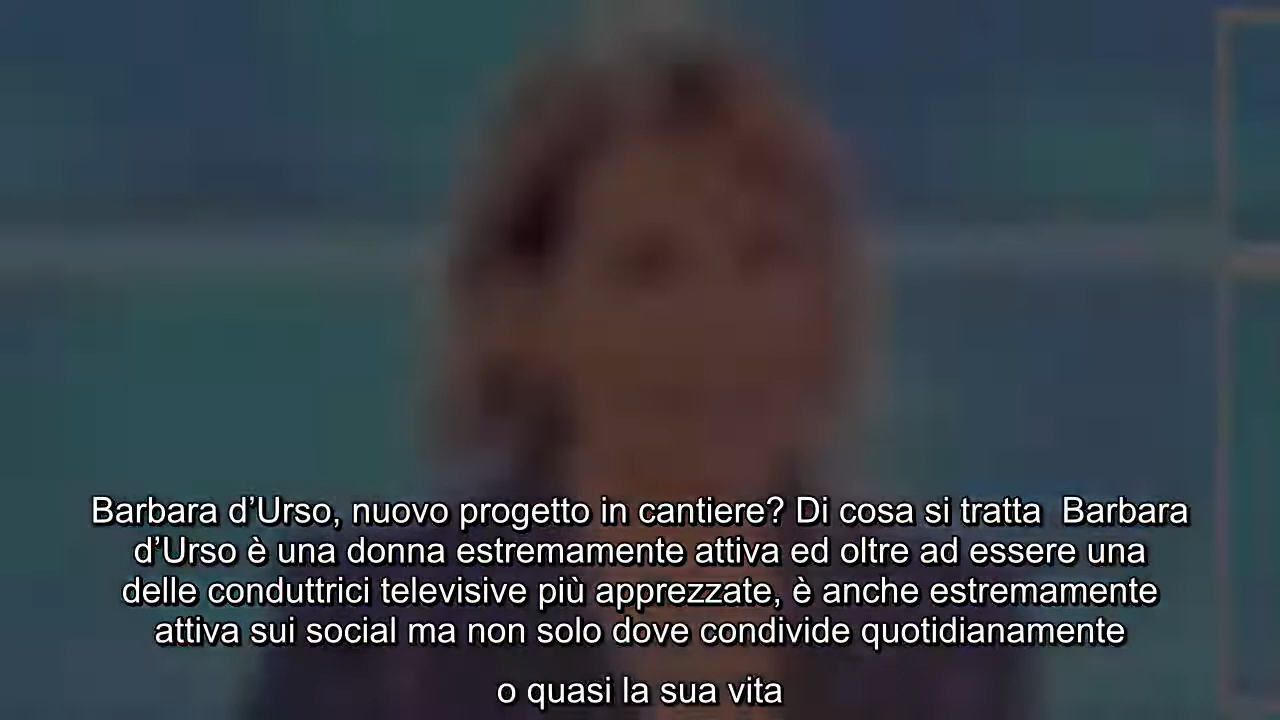 Barbara d’Urso, nuovo progetto in cantiere? Di cosa si tratta  Barbara
d’Urso è una donna estremamente attiva ed oltre ad essere una
delle conduttrici televisive più apprezzate, è anche estremamente
attiva sui social ma non solo dove condivide quotidianamente
o quasi la sua vita